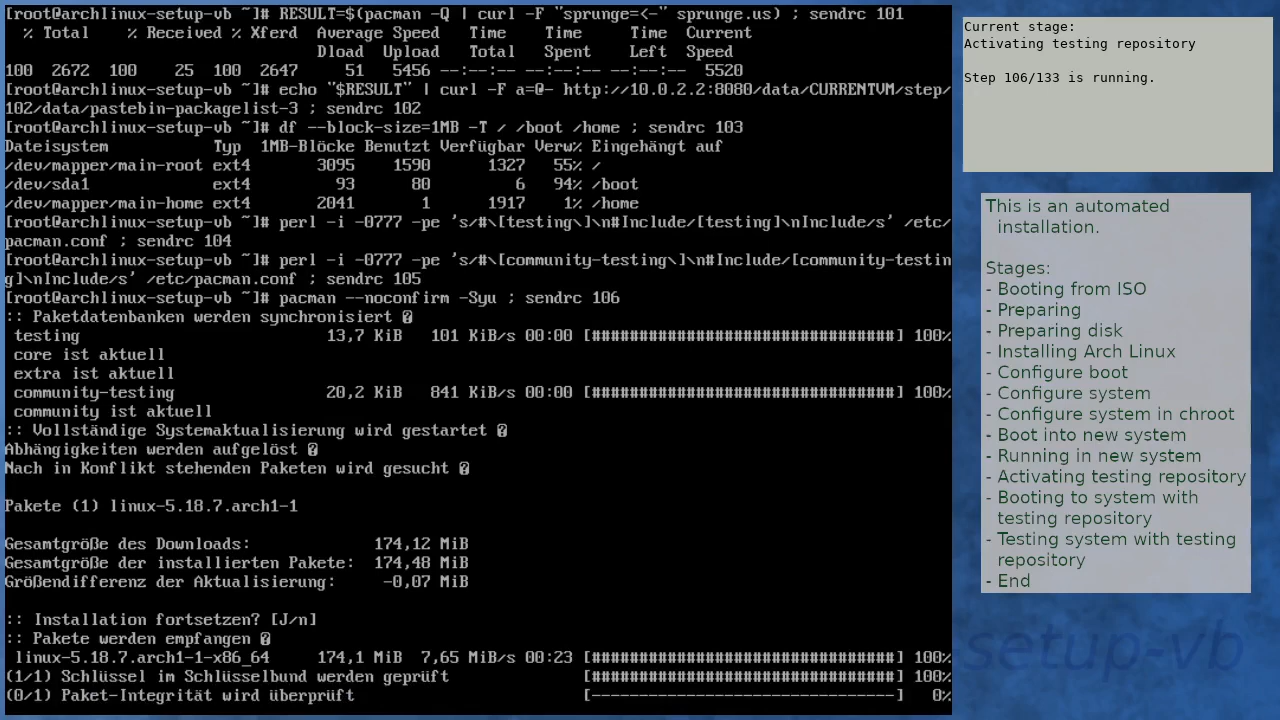 [root@archlinux-setup-vb ~]# RESULT=$(pacman -Q | curl -F "sprunge=<-" sprunge.us) ; sendrc 101
  % Total    % Received % Xferd  Average Speed   Time    Time     Time  Current
                                 Dload  Upload   Total   Spent    Left  Speed
100  2672  100    25  100  2647     51   5456 --:--:-- --:--:-- --:--:--  5520
[root@archlinux-setup-vb ~]# echo "$RESULT" | curl -F a=@- http://10.0.2.2:8080/data/CURRENTVM/step/
102/data/pastebin-packagelist-3 ; sendrc 102
[root@archlinux-setup-vb ~]# df --block-size=1MB -T / /boot /home ; sendrc 103
Dateisystem           Typ  1MB-Blöcke Benutzt Verfügbar Verw% Eingehängt auf
/dev/mapper/main-root ext4       3095    1590      1327   55% /
/dev/sda1             ext4         93      80         6   94% /boot
/dev/mapper/main-home ext4       2041       1      1917    1% /home
[root@archlinux-setup-vb ~]# perl -i -0777 -pe 's/#\[testing\]\n#Include/[testing]\nInclude/s' /etc/
pacman.conf ; sendrc 104
[root@archlinux-setup-vb ~]# perl -i -0777 -pe 's/#\[community-testing\]\n#Include/[community-testin
g]\nInclude/s' /etc/pacman.conf ; sendrc 105
[root@archlinux-setup-vb ~]# pacman --noconfirm -Syu ; sendrc 106
:: Paketdatenbanken werden synchronisiert �
 testing                          13,7 KiB   101 KiB/s 00:00 [################################] 100%
 core ist aktuell
 extra ist aktuell
 community-testing                20,2 KiB   841 KiB/s 00:00 [################################] 100%
 community ist aktuell
:: Vollständige Systemaktualisierung wird gestartet �
Abhängigkeiten werden aufgelöst �
Nach in Konflikt stehenden Paketen wird gesucht �
Pakete (1) linux-5.18.7.arch1-1
Gesamtgröße des Downloads:             174,12 MiB
Gesamtgröße der installierten Pakete:  174,48 MiB
Größendifferenz der Aktualisierung:     -0,07 MiB
:: Installation fortsetzen? [J/n]
:: Pakete werden empfangen �
 linux-5.18.7.arch1-1-x86_64     174,1 MiB  7,65 MiB/s 00:23 [################################] 100%
(1/1) Schlüssel im Schlüsselbund werden geprüft              [################################] 100%
(0/1) Paket-Integrität wird überprüft                        [--------------------------------]   0%
Current stage:
Activating testing repository
Step 106/133 is running.
This is an automated
installation.
Stages:
- Booting from ISO
- Preparing
- Preparing disk
- Installing Arch Linux
- Configure boot
- Configure system
- Configure system in chroot
- Boot into new system
- Running in new system
- Activating testing repository
- Booting to system with
testing repository
- Testing system with testing
repository
- End
setup-vb